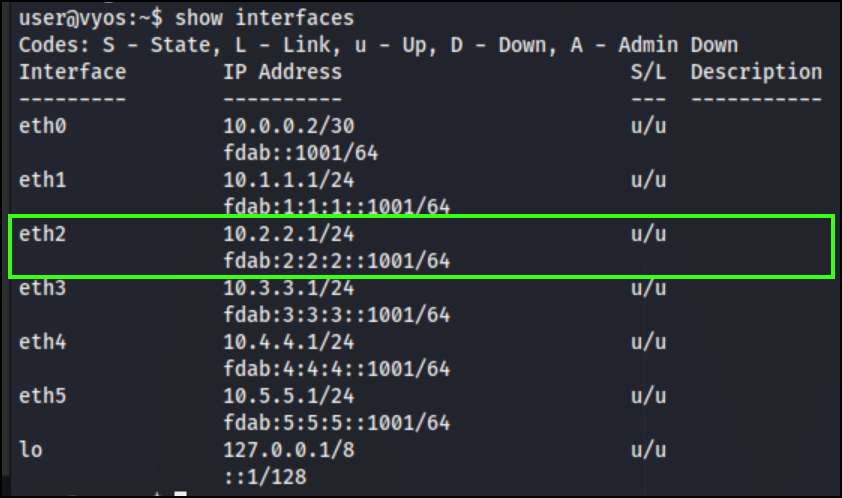 user@vyos:~$ show interfaces
Codes: S - State, L - Link, u - Up, D - Down, A - Admin Down
Interface        IP Address                        S/L  Description
---------        ----------                        ---  -----------
eth0             10.0.0.2/30                       u/u
                 fdab::1001/64
eth1             10.1.1.1/24                       u/u
                 fdab:1:1:1::1001/64
eth2             10.2.2.1/24                       u/u
                 fdab:2:2:2::1001/64
eth3             10.3.3.1/24                       u/u
                 fdab:3:3:3::1001/64
eth4             10.4.4.1/24                       u/u
                 fdab:4:4:4::1001/64
eth5             10.5.5.1/24                       u/u
                 fdab:5:5:5::1001/64
lo               127.0.0.1/8                       u/u
                 ::1/128